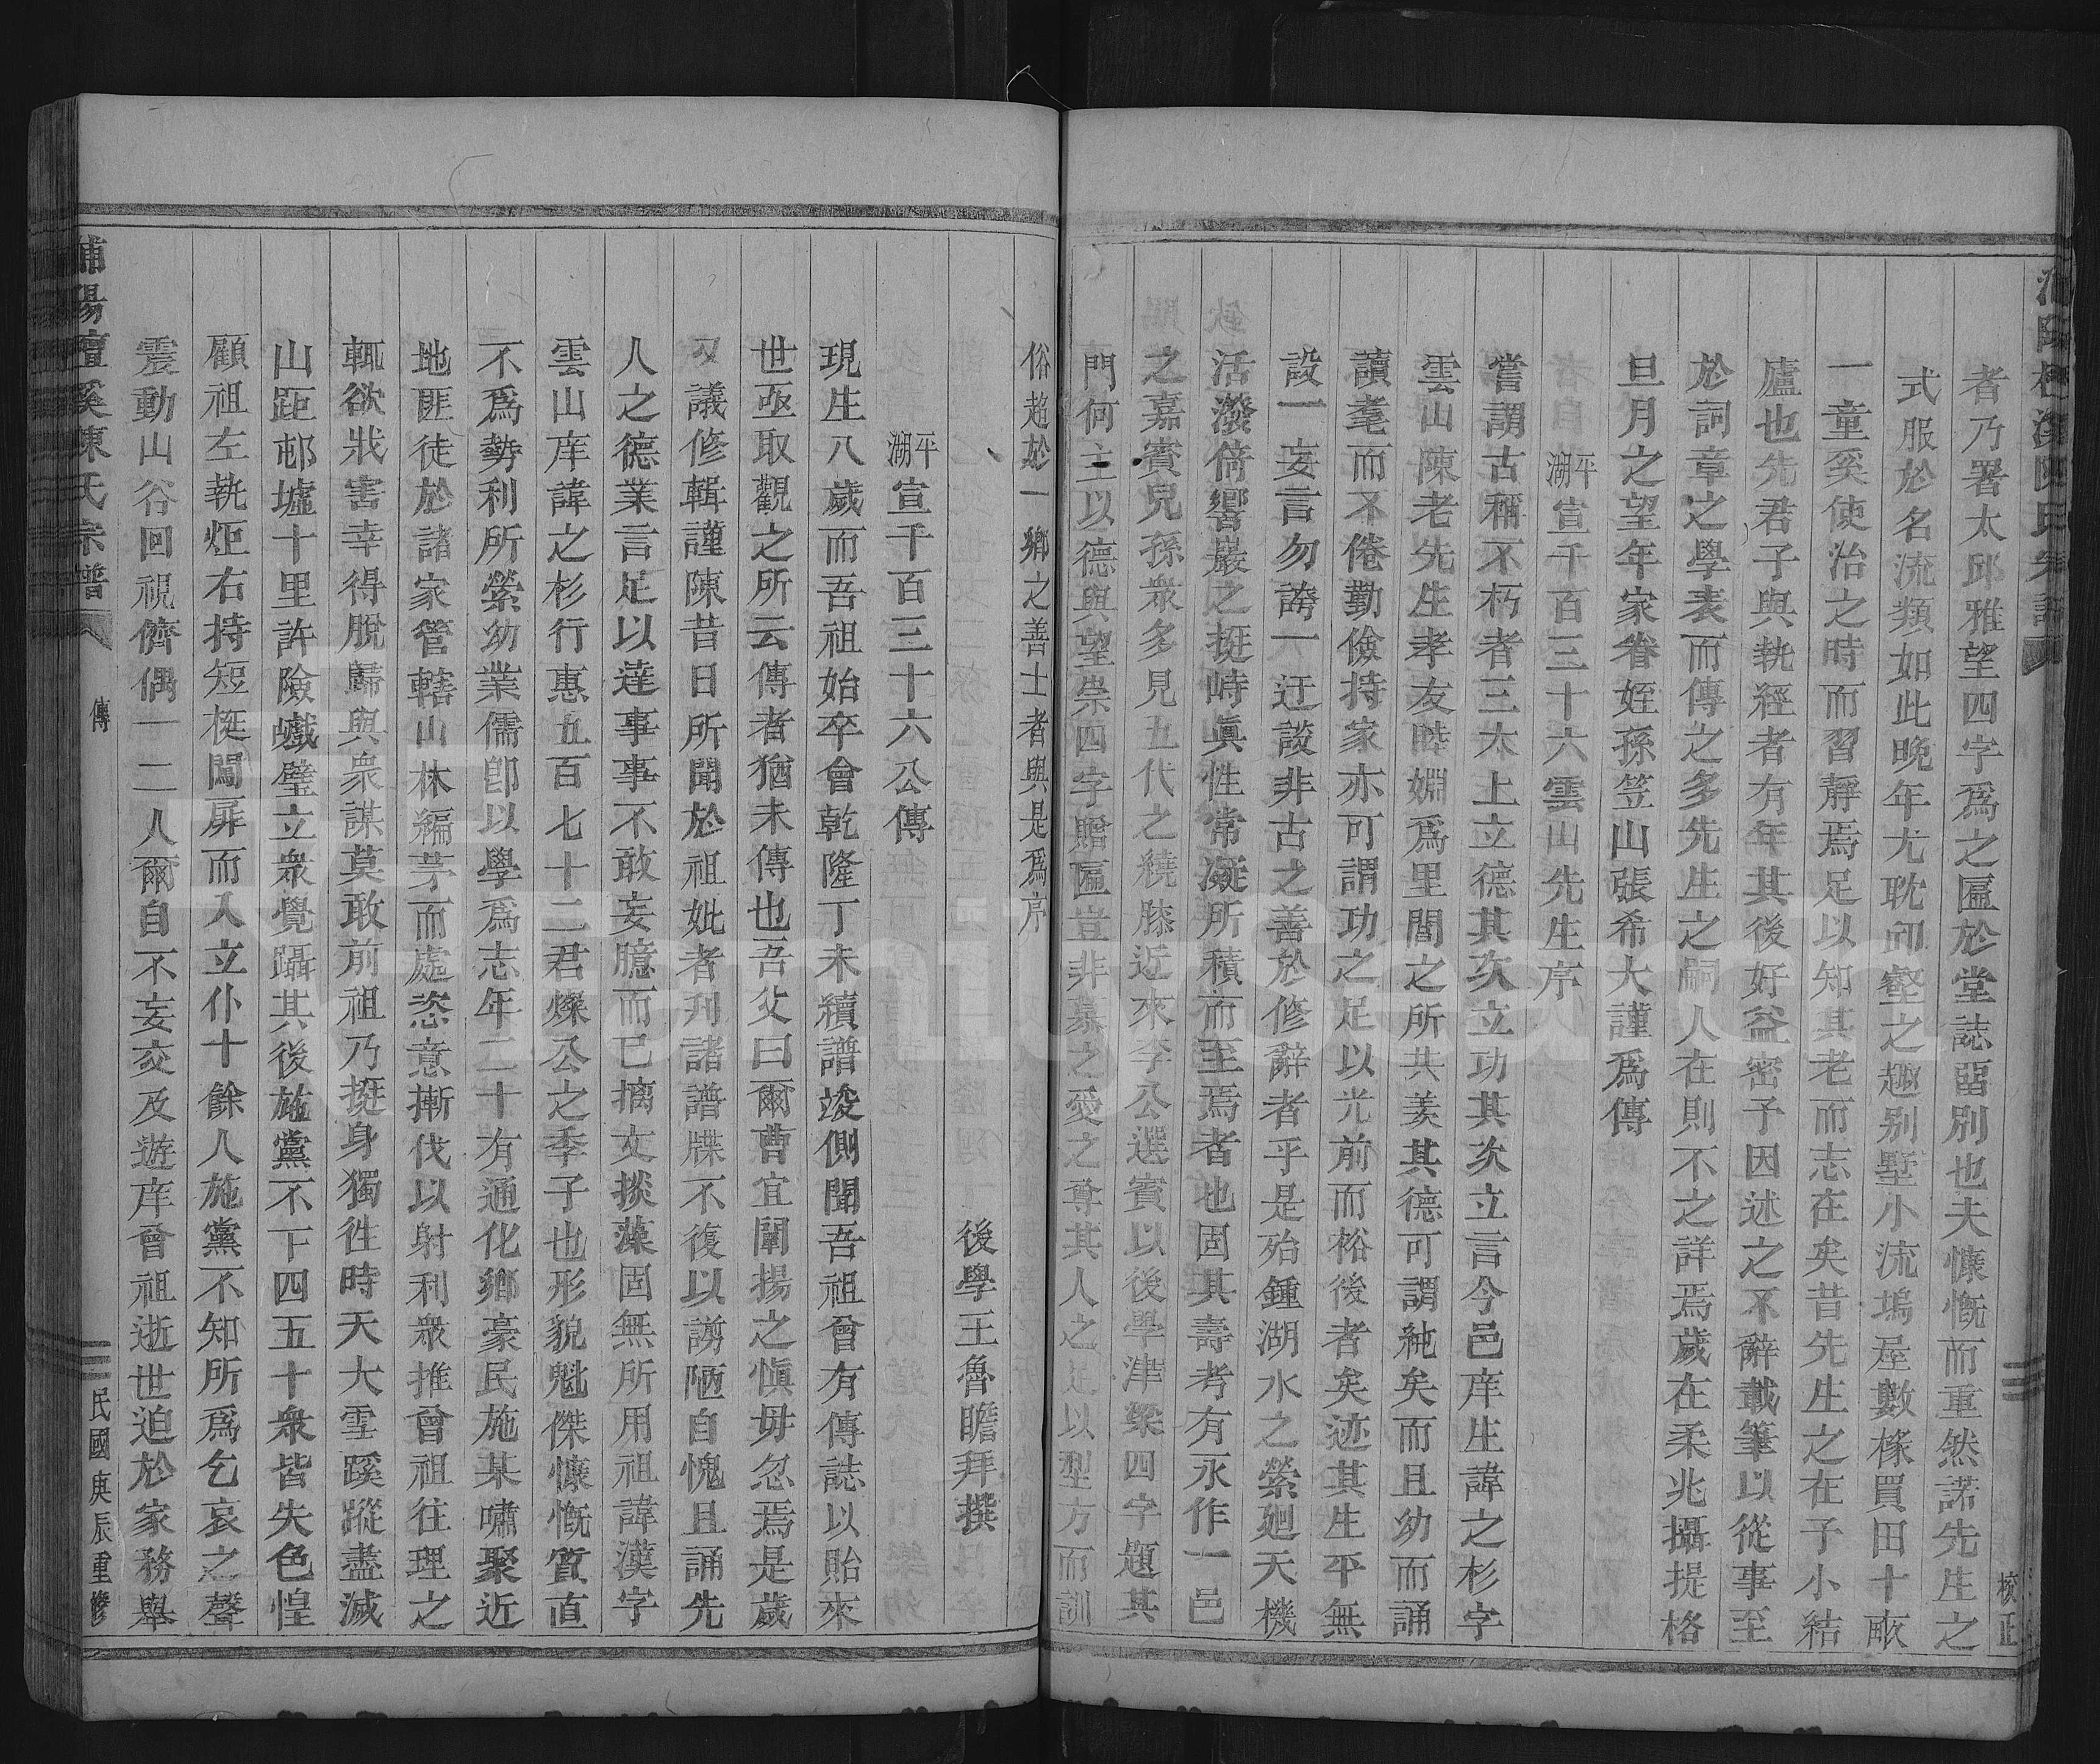 浦陽檀溪陳氏宗譜
校正
者乃署太邱雅望四字爲之匾於堂誌區別也夫慷慨而重然諾先生之
式服於名流類如此晚年尤耽邱壑之趣別墅小流塢屋數椽買田十畝
一童奚使治之時而習靜焉足以知其老而志在矣昔先生之在子小結
廬也先君子與執經者有年其後好益密予因述之不辭載筆以從事至
於詞章之學表而傳之多先生之嗣人在則不之詳焉歲在柔兆攝提格
旦月之望年家眷姪孫笠山張希大謹爲傳
平湖宣千百三十六雲山先生序
嘗謂古稱不朽者三太上立德其次立功其次立言今邑庠生諱之杉字
雲山陳老先生孝友睦婣爲里閭之所共羨其德可謂純矣而且幼而誦
讀耄而不倦勤儉持家亦可謂功之足以光前而裕後者矣迹其生平無
設一妄言勿誇一迂談非古之善於修辭者乎是殆鍾湖水之縈廻天機
活潑倚響巖之挺峙眞性常凝所積而至焉者也固其壽考有永作一邑
之嘉賓兒孫衆多見五代之繞膝近來李公選賓以後學津梁四字題其
門何主以德與望崇四字贈匾豈非慕之愛之尊其人之足以型方而訓
俗超於一鄉之善士者與是爲序
後學王魯瞻拜撰
平湖宣千百三十六公傳
現生八歲而吾祖始卒會乾隆丁未續譜竣側聞吾祖曾有傳誌以貽來
世亟取觀之所云傳者猶未傳也吾父曰爾曹宜闡揚之愼毋忽焉是歲
又議修輯謹陳昔日所聞於祖妣者刋諸譜牒不復以謭陋自愧且誦先
人之德業言足以達事事不敢妄臆而已摛文掞藻固無所用祖諱漢字
雲山庠諱之杉行惠五百七十二君燦公之季子也形貌魁傑慷慨質直
不爲勢利所縈幼業儒卽以學爲志年二十有通化鄉豪民施某嘯聚近
地匪徒於諸家管轄山林編茅而處恣意摲伐以射利衆推曾祖往理之
輒欲戕害幸得脫歸與衆謀莫敢前祖乃挺身獨徃時天大雪蹊蹤盡滅
山距邨墟十里許險巇壁立衆覺躡其後施黨不下四五十衆皆失色惶
顧祖左執炬右持短梃闖扉而入立仆十餘人施黨不知所爲乞哀之聲
震動山谷回視儕偶一二人爾自不妄交及遊庠曾祖逝世迫於家務舉
浦陽檀溪陳氏宗譜
傳
民國庚辰重修